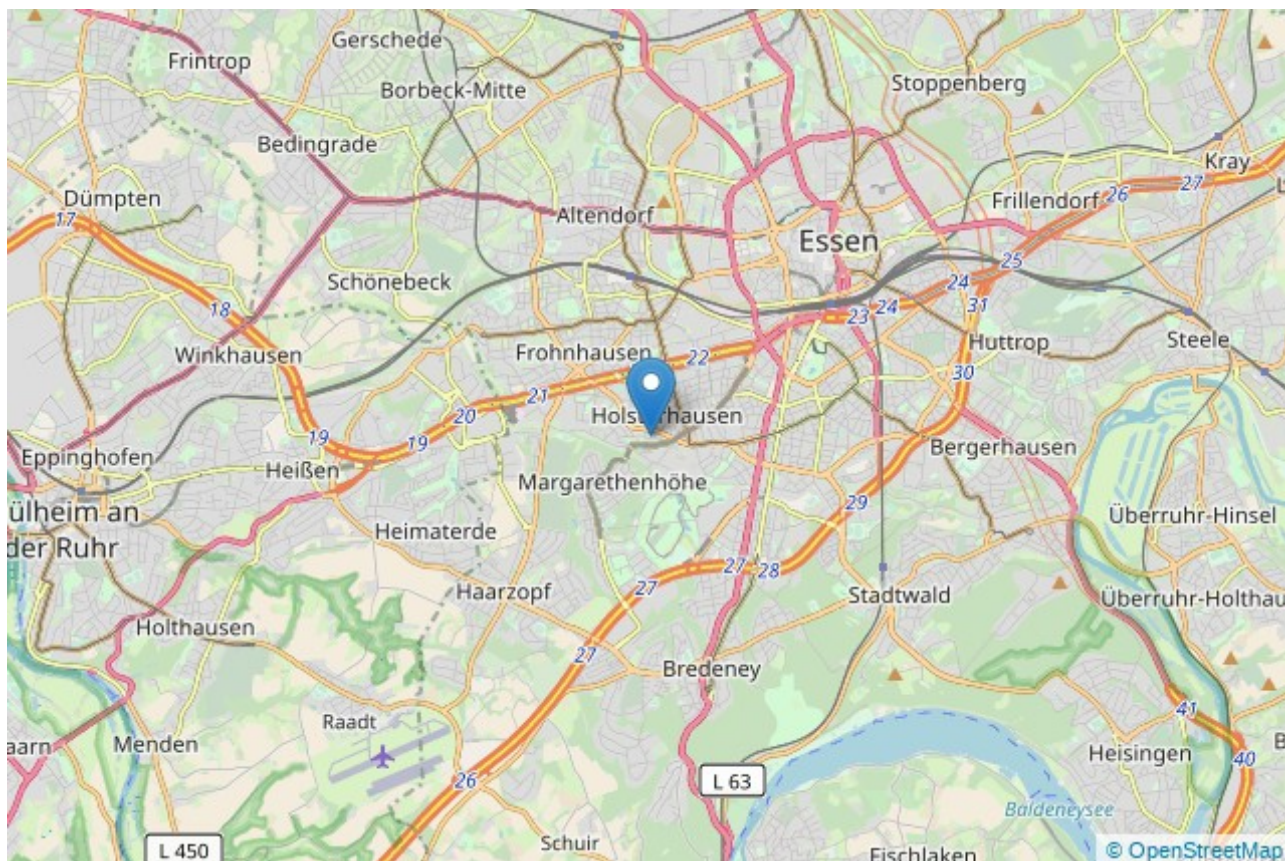 Gerschede
Frintrop
Borbeck-Mitte
Stoppenberg
Bedingrade
Kray
26
27
Dümpten
Frillendorf
17
Altendorf
Essen
25
Schönebeck
24
31
18
24
23
Winkhausen
Frohnhausen
22
Huttrop
Steele
21
30
20
Holsterhausen
19
19
Bergerhausen
Eppinghofen
Heißen
Margarethenhöhe
29
ülheim an
der Ruhr
Überruhr-Hinsel
Heimaterde
27
28
27
Haarzopf
Stadtwald
Überruhr-Holthau
Holthausen
27
Bredeney
41
Raadt
aarn
Menden
Heisingen
B
40
26
L 63
Baldeneysee
Schuir
L 450
Fischlaken
© OpenStreetMap